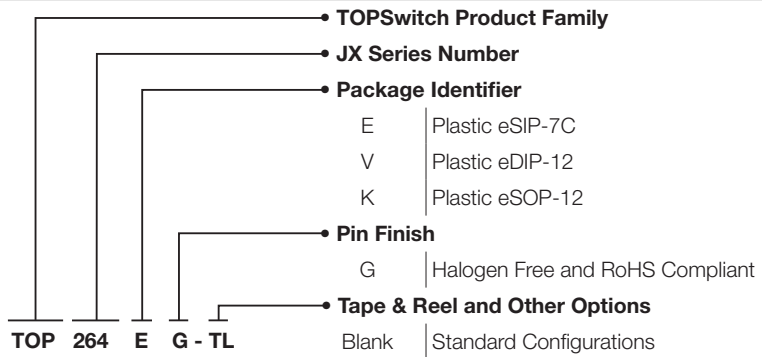 TOPSwitch Product Family
JX Series Number
Package Identifier
E Plastic eSIP-7C
V Plastic eDIP-12
K Plastic eSOP-12
Pin Finish
G Halogen Free and RoHS Compliant
Tape & Reel and Other Options
TOP 264 E G - TL Blank Standard Configurations